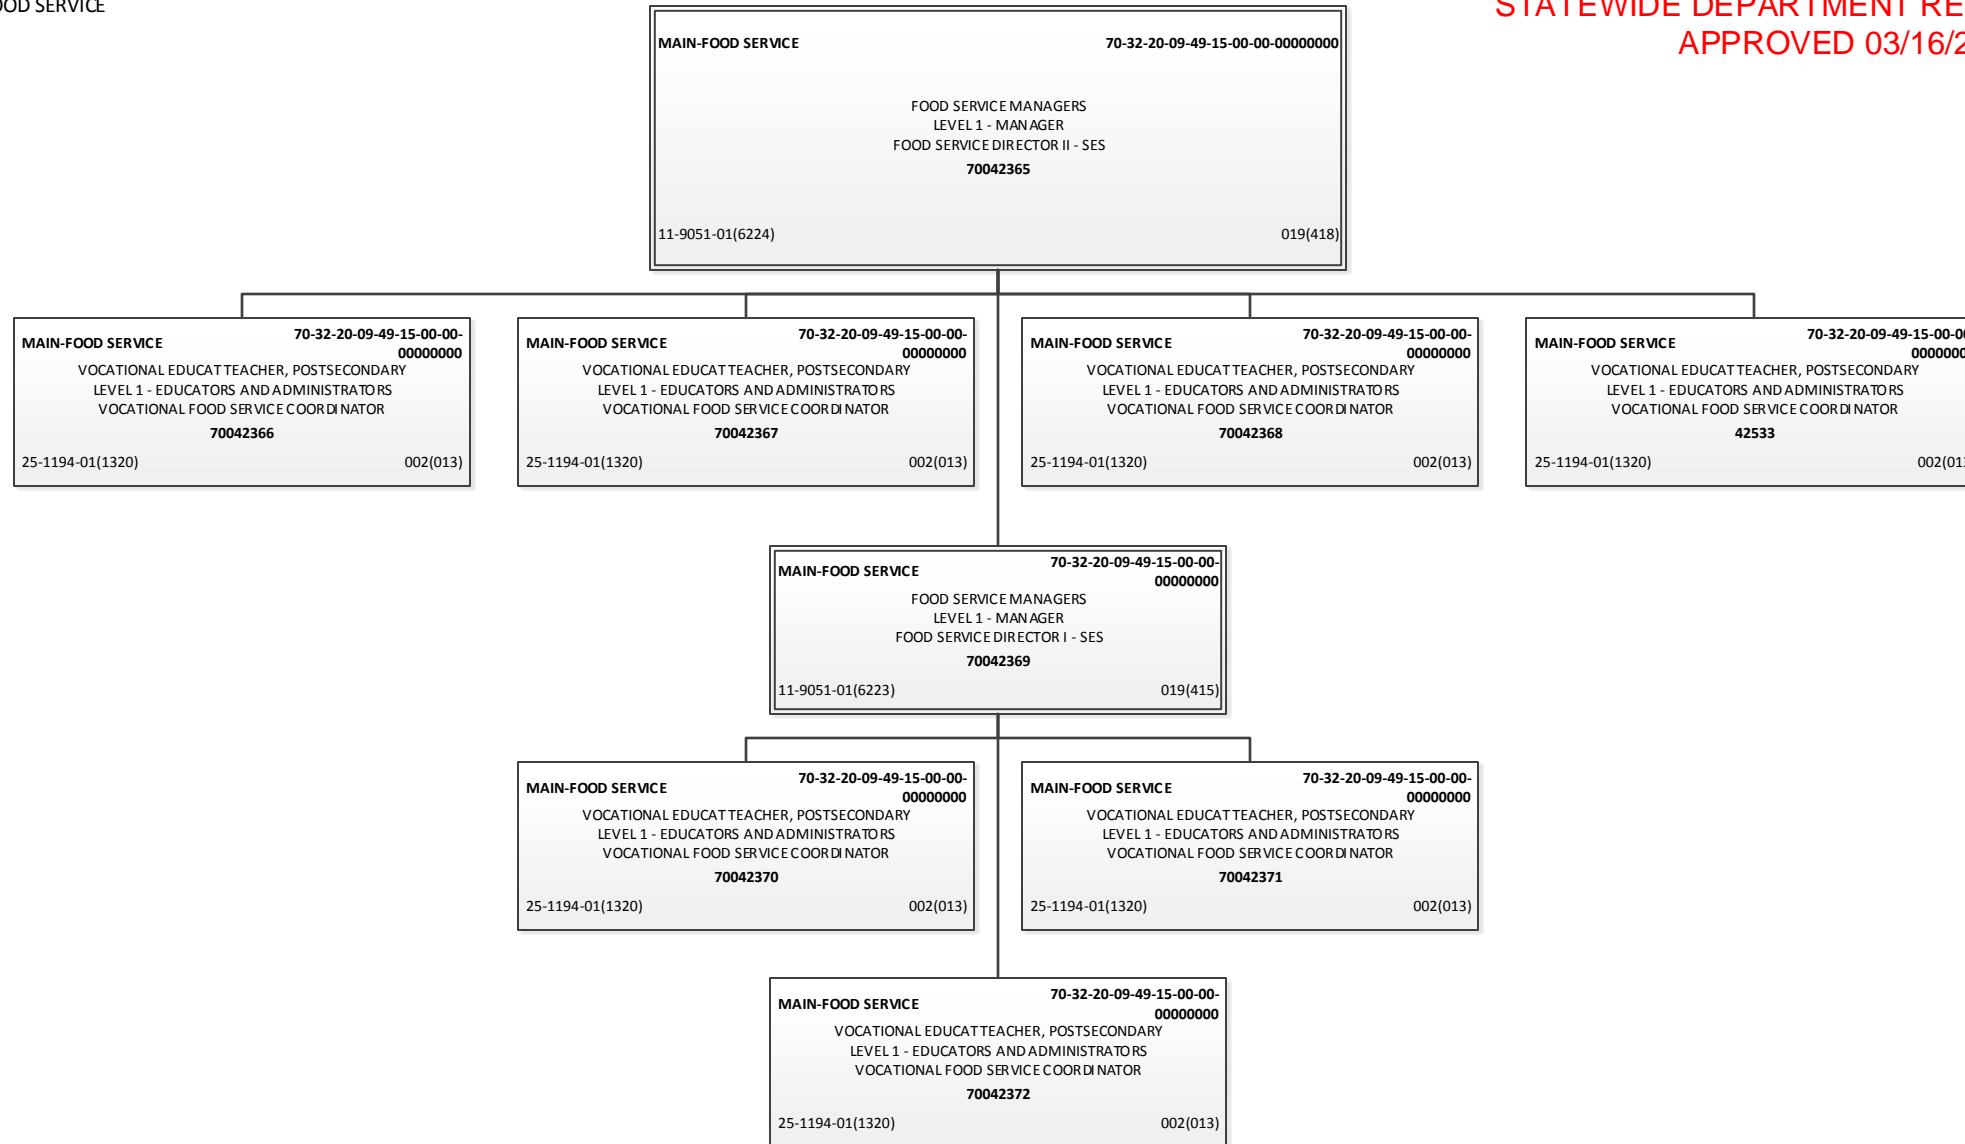 OOD SERVICE
STATEWIDE DEPARTMENT RE
APPROVED 03/16/2
MAIN-FOOD SERVICE
70-32-20-09-49-15-00-00-00000000
FOOD SERVICE MANAGERS
LEVEL 1 - MANAGER
FOOD SERVICE DIRECTOR II - SES
70042365
11-9051-01(6224)
019(418)
MAIN-FOOD SERVICE
70-32-20-09-49-15-00-00-
00000000
VOCATIONAL EDUCAT TEACHER, POSTSECONDARY
LEVEL 1 - EDUCATORS AND ADMINISTRATORS
VOCATIONAL FOOD SERVICE COORDINATOR
70042366
25-1194-01(1320)
002(013)
MAIN-FOOD SERVICE
70-32-20-09-49-15-00-00-
00000000
VOCATIONAL EDUCAT TEACHER, POSTSECONDARY
LEVEL 1 - EDUCATORS AND ADMINISTRATORS
VOCATIONAL FOOD SERVICE COORDINATOR
70042367
25-1194-01(1320)
002(013)
MAIN-FOOD SERVICE
70-32-20-09-49-15-00-00-
00000000
VOCATIONAL EDUCAT TEACHER, POSTSECONDARY
LEVEL 1 - EDUCATORS AND ADMINISTRATORS
VOCATIONAL FOOD SERVICE COORDINATOR
70042368
25-1194-01(1320)
002(013)
MAIN-FOOD SERVICE
70-32-20-09-49-15-00-0
0000000
VOCATIONAL EDUCAT TEACHER, POSTSECONDARY
LEVEL 1 - EDUCATORS AND ADMINISTRATORS
VOCATIONAL FOOD SERVICE COORDINATOR
42533
25-1194-01(1320)
002(01
MAIN-FOOD SERVICE
70-32-20-09-49-15-00-00-
00000000
FOOD SERVICE MANAGERS
LEVEL 1 - MANAGER
FOOD SERVICE DIRECTOR I - SES
70042369
11-9051-01(6223)
019(415)
MAIN-FOOD SERVICE
70-32-20-09-49-15-00-00-
00000000
VOCATIONAL EDUCAT TEACHER, POSTSECONDARY
LEVEL 1 - EDUCATORS AND ADMINISTRATORS
VOCATIONAL FOOD SERVICE COORDINATOR
70042370
25-1194-01(1320)
002(013)
MAIN-FOOD SERVICE
70-32-20-09-49-15-00-00-
00000000
VOCATIONAL EDUCAT TEACHER, POSTSECONDARY
LEVEL 1 - EDUCATORS AND ADMINISTRATORS
VOCATIONAL FOOD SERVICE COORDINATOR
70042371
25-1194-01(1320)
002(013)
MAIN-FOOD SERVICE
70-32-20-09-49-15-00-00-
00000000
VOCATIONAL EDUCAT TEACHER, POSTSECONDARY
LEVEL 1 - EDUCATORS AND ADMINISTRATORS
VOCATIONAL FOOD SERVICE COORDINATOR
70042372
25-1194-01(1320)
002(013)